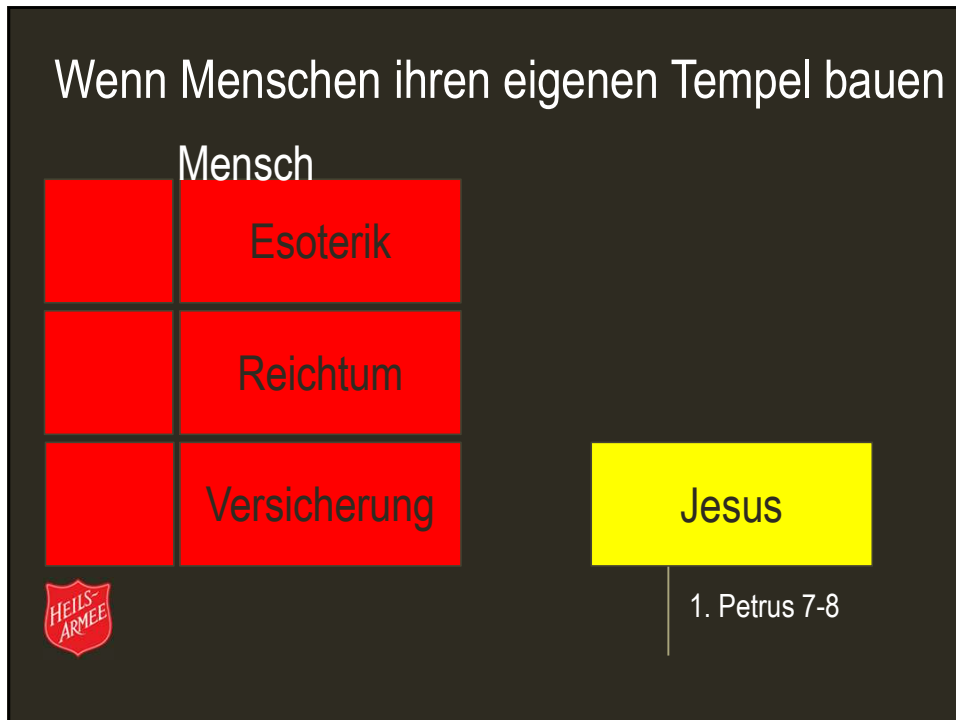 Wenn Menschen ihren eigenen Tempel bauen
Mensch
Esoterik
Reichtum
Versicherung
Jesus
HEILS-
ARMEE
1. Petrus 7-8